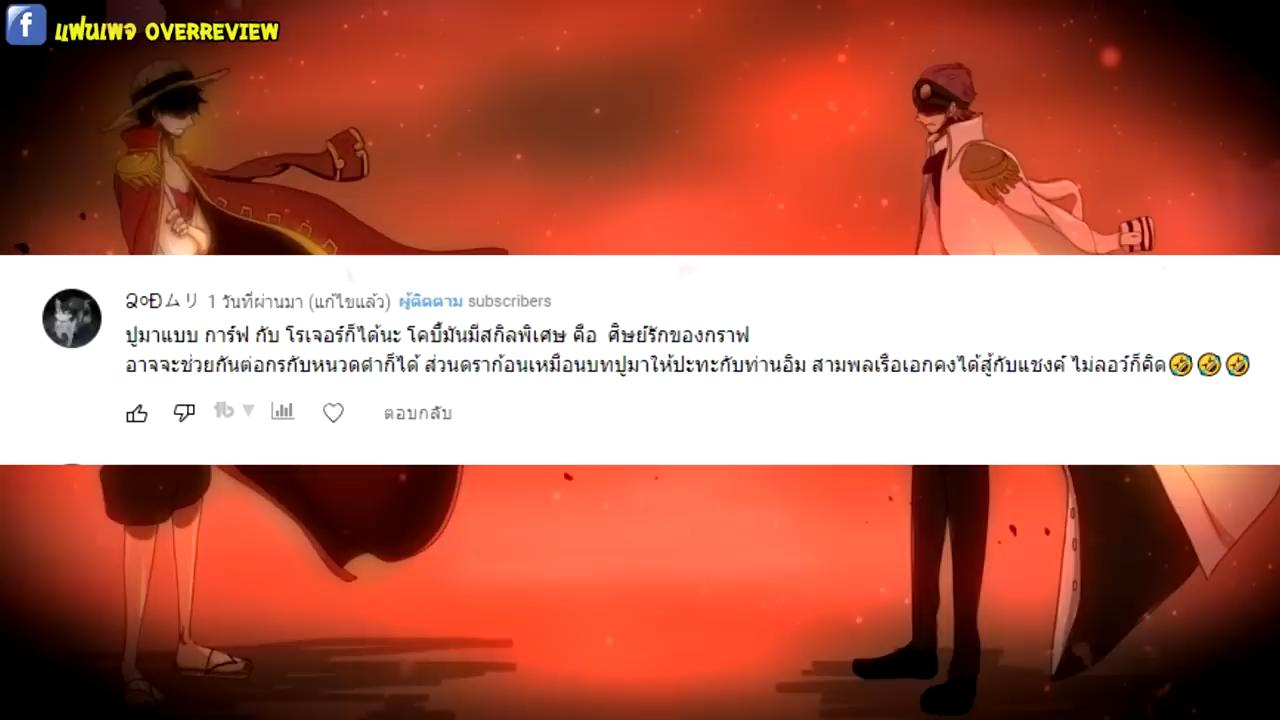 f แฟนเพจ OVERREVIEW
ＺｏĐムリ 1 วันที่ผ่านมา (แก้ไขแล้ว) ผู้ติดตาม subscribers
ปูมาแบบ การ์ฟ กับ โรเจอร์ก็ได้นะ โคบี้มันมีสกิลพิเศษ คือ ศิษย์รักของกราฟ
อาจจะช่วยกันต่อกรกับหนวดดำก็ได้ ส่วนดราก้อนเหมือนบทปูมาให้ปะทะกับท่านอิม สามพลเรือเอกคงได้สู้กับแชงค์ ไม่ลอว์ก็คิด🤣🤣🤣
ตอบกลับ